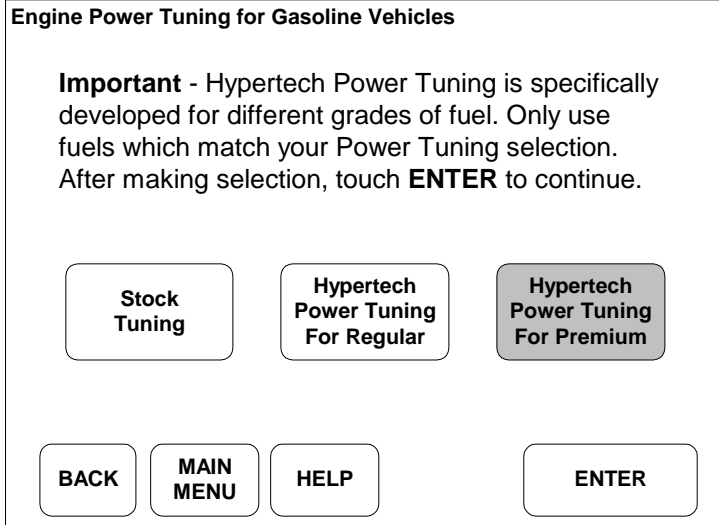 Engine Power Tuning for Gasoline Vehicles
Important - Hypertech Power Tuning is specifically
developed for different grades of fuel. Only use
fuels which match your Power Tuning selection.
After making selection, touch ENTER to continue.
Stock
Tuning
Hypertech
Power Tuning
For Regular
Hypertech
Power Tuning
For Premium
BACK
MAIN
MENU
HELP
ENTER